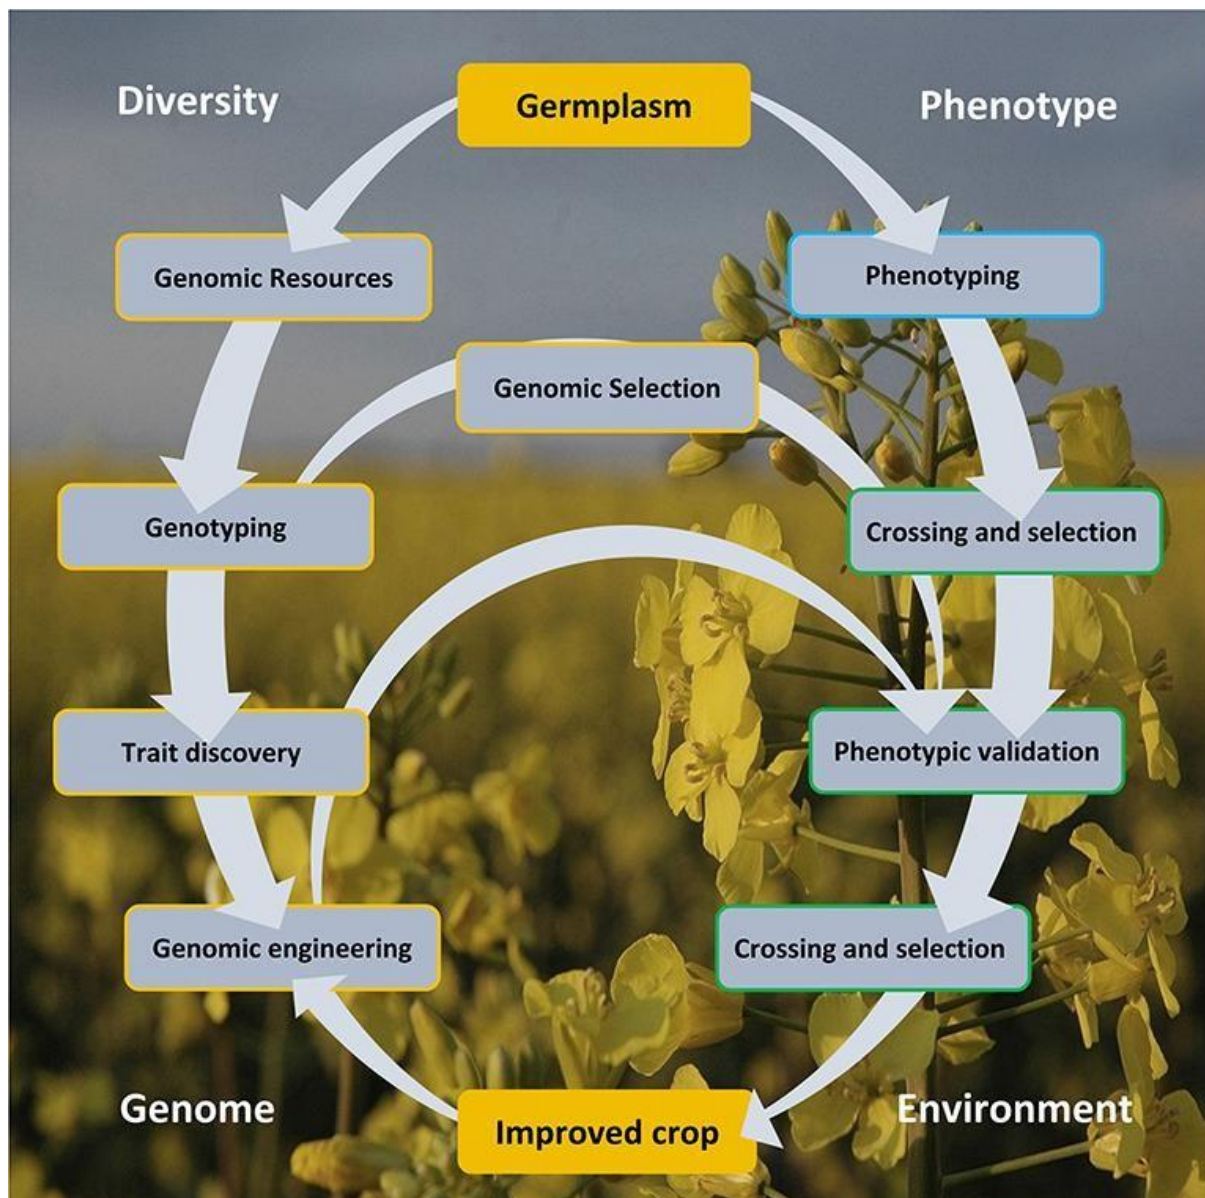 Diversity
Germplasm
Phenotype
Genomic Resources
Phenotyping
Genomic Selection
Genotyping
Crossing and selection
Trait discovery
Phenotypic validation
Genomic engineering
Crossing and selection
Genome
Improved crop
Environment